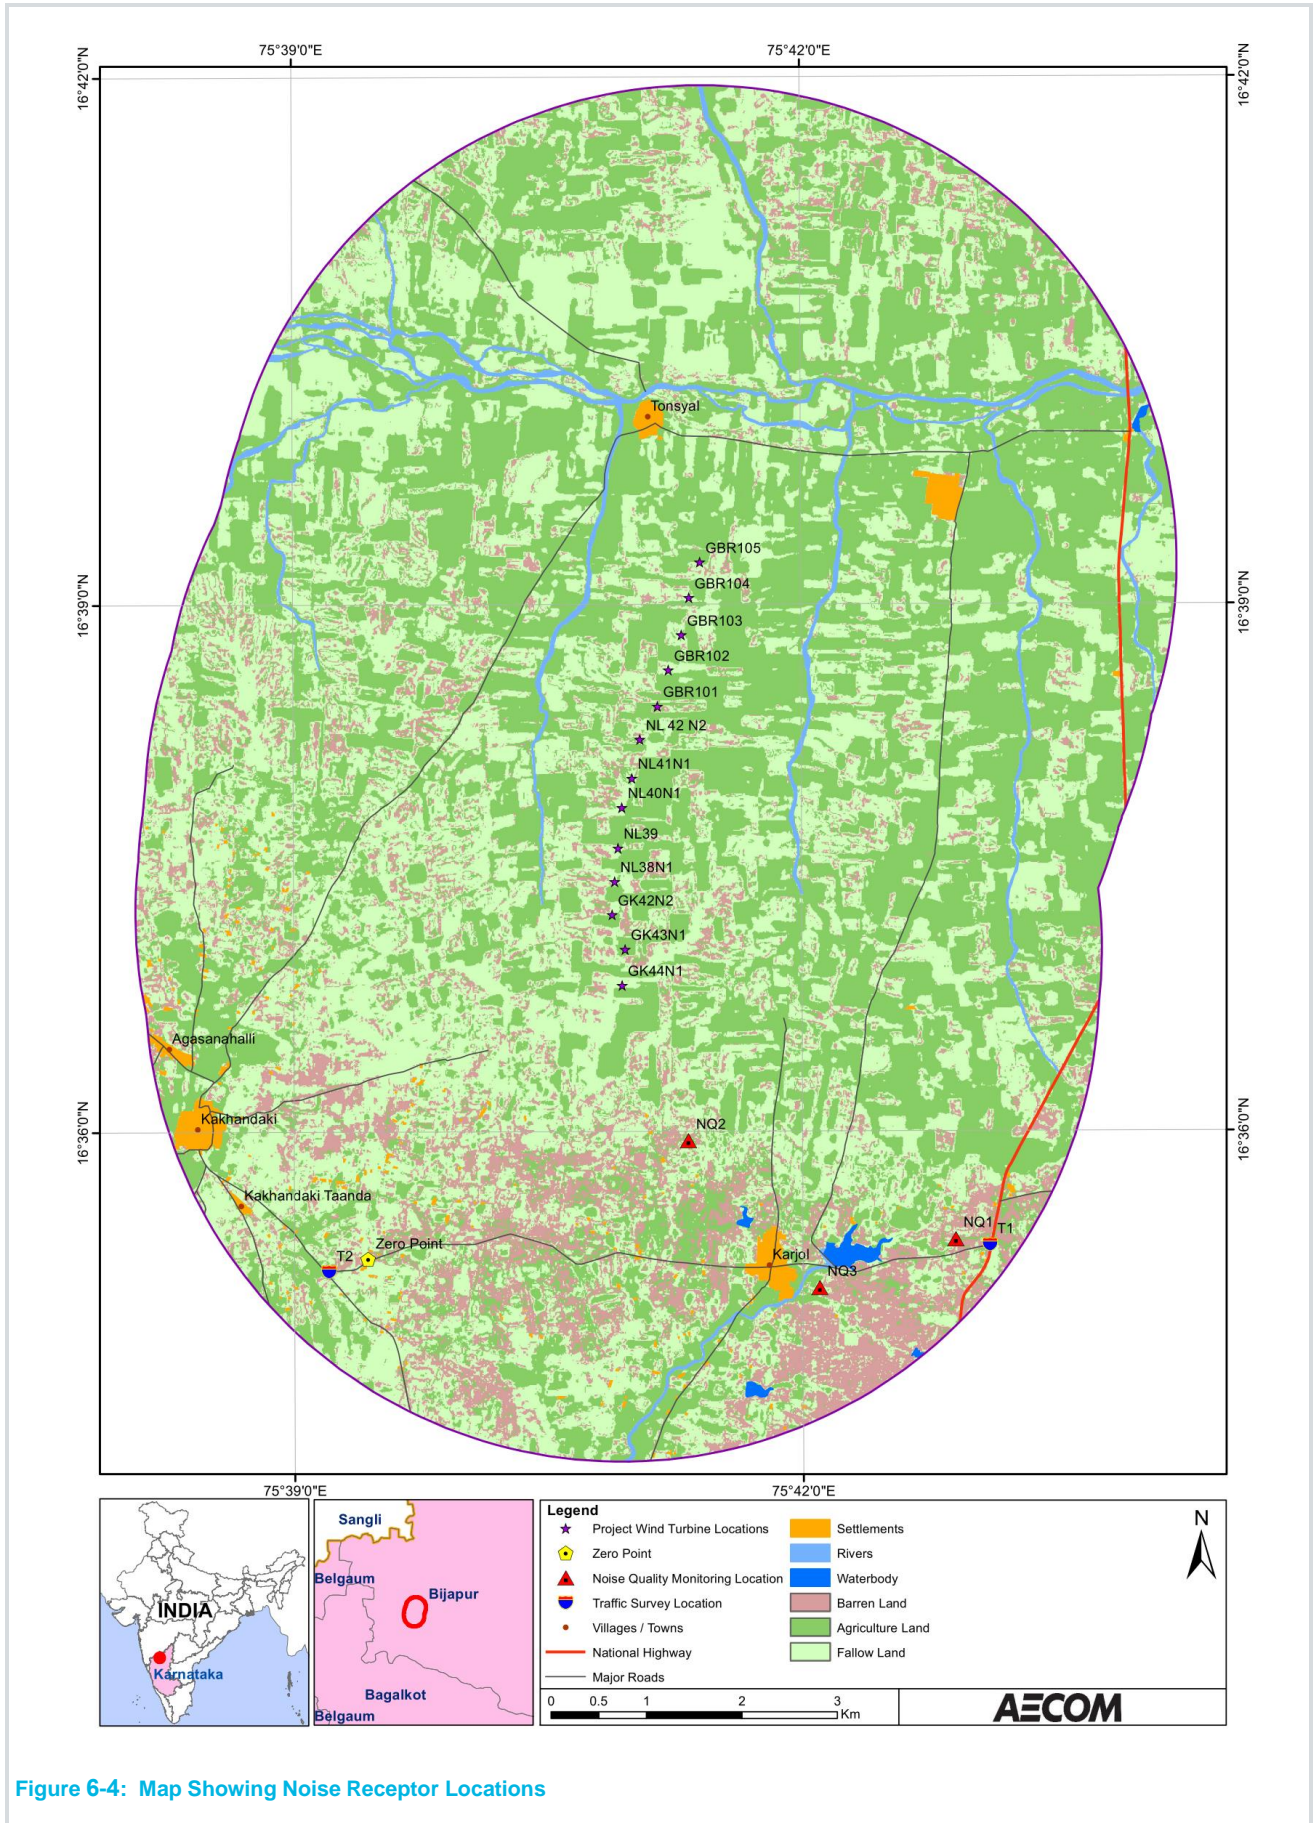 75°39'0"E
75°42'0"E
16°42'0"N
16°42'0"N
Tonsyal
GBR105
GBR104
16°39'0"N
16°39'0"N
GBR103
GBR102
GBR101
NL 42 N2
NL41N1
NL40N1
NL39
NL38N1
GK42N2
GK43N1
GK44N1
Agasanahalli
Kakhandaki
NQ2
16°36'0"N
16°36'0"N
Kakhandaki Taanda
NQ1
T1
T2
Zero Point
Karjol
NQ3
75°39'0"E
75°42'0"E
INDIA
Karnataka
Sangli
Belgaum
Bijapur
Bagalkot
Belgaum
Legend
Project Wind Turbine Locations
Zero Point
Noise Quality Monitoring Location
Traffic Survey Location
Villages / Towns
National Highway
Major Roads
Settlements
Rivers
Waterbody
Barren Land
Agriculture Land
Fallow Land
N
0 0.5 1 2 3
Km
AECOM
Figure 6-4: Map Showing Noise Receptor Locations